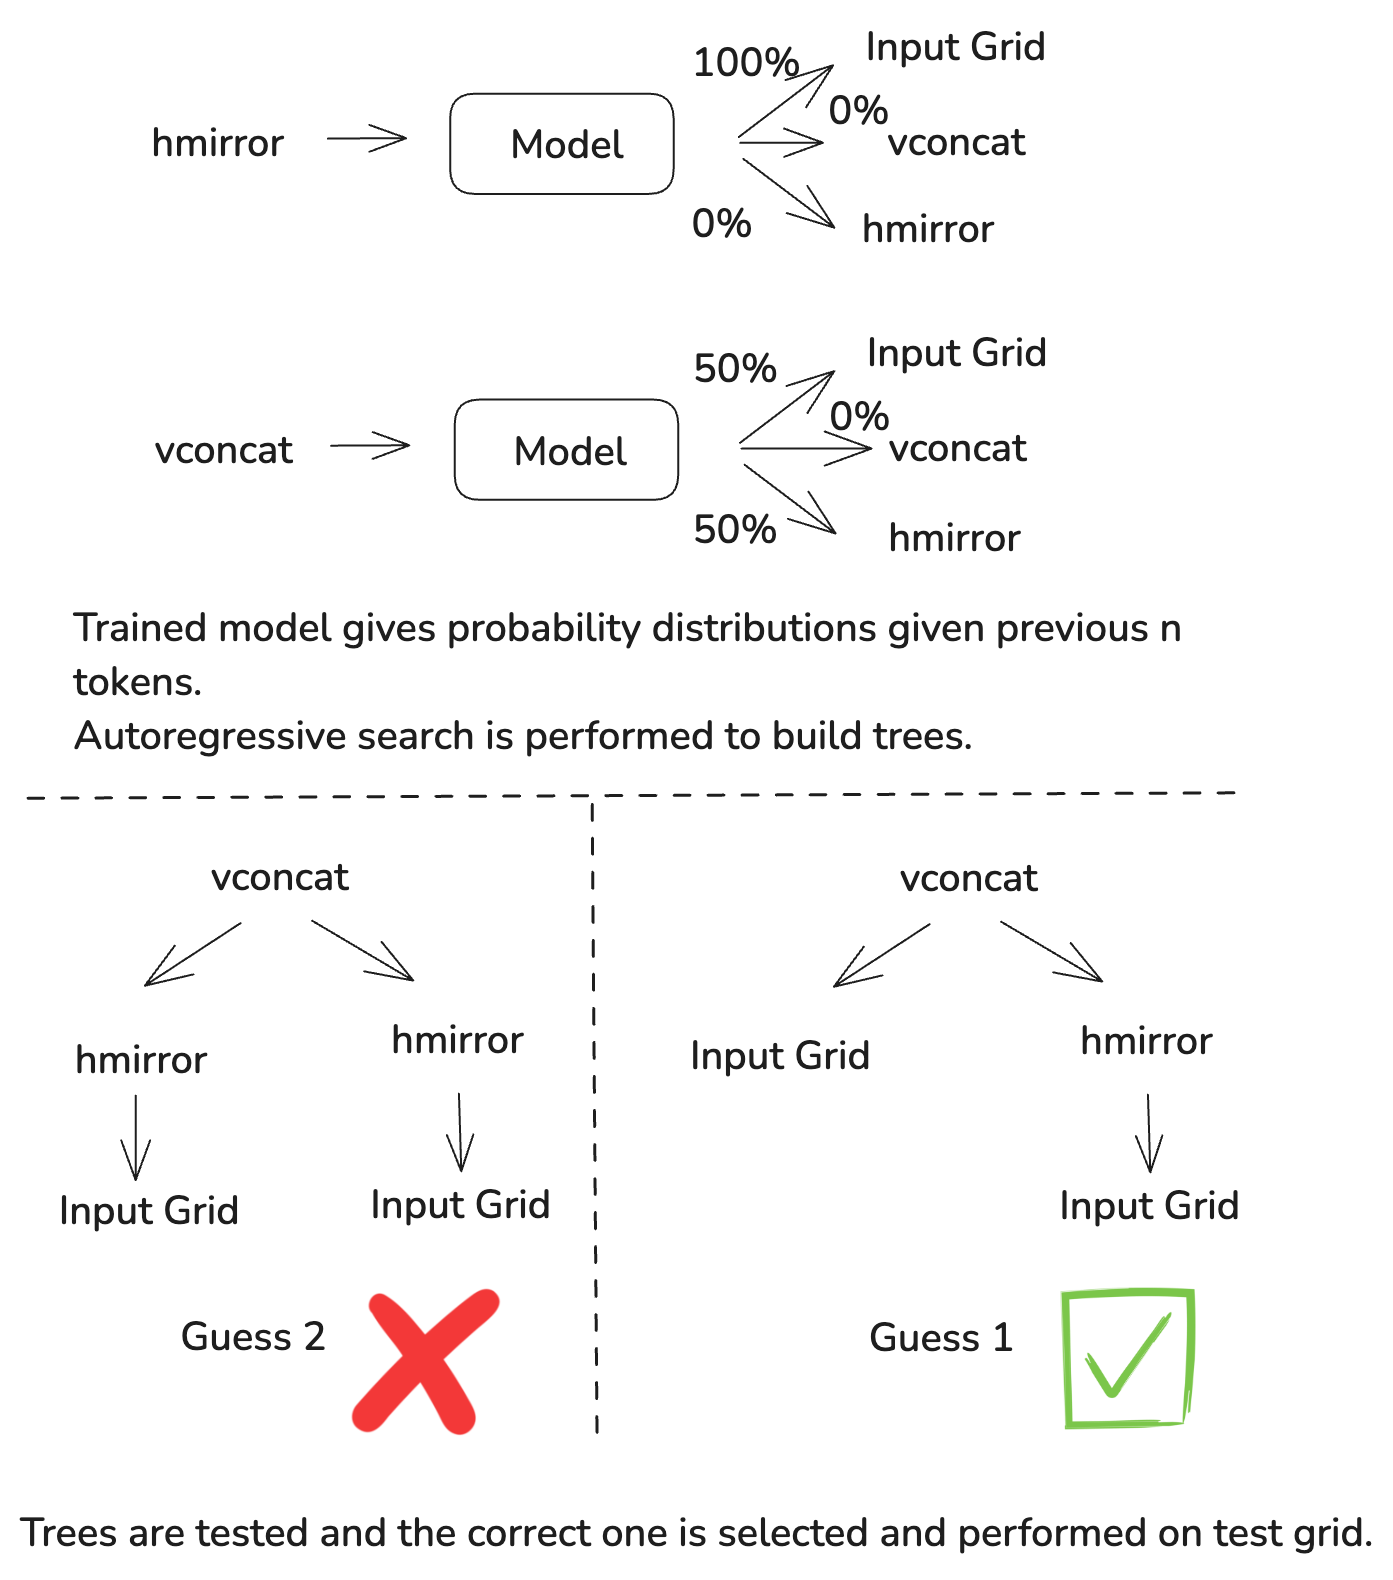 100%
Input Grid
0%
hmirror
Model
vconcat
0%
hmirror
50%
Input Grid
0%
vconcat
Model
vconcat
50%
hmirror
Trained model gives probability distributions given previous n
tokens.
Autoregressive search is performed to build trees.
vconcat
hmirror
hmirror
Input Grid
Input Grid
Guess 2
vconcat
Input Grid
hmirror
Input Grid
Guess 1
Trees are tested and the correct one is selected and performed on test grid.